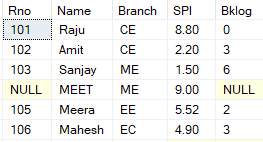 Rno Name Branch SPI Bklog
101 Raju CE 8.80 0
102 Amit CE 2.20 3
103 Sanjay ME 1.50 6
NULL MEET ME 9.00 NULL
105 Meera EE 5.52 2
106 Mahesh EC 4.90 3